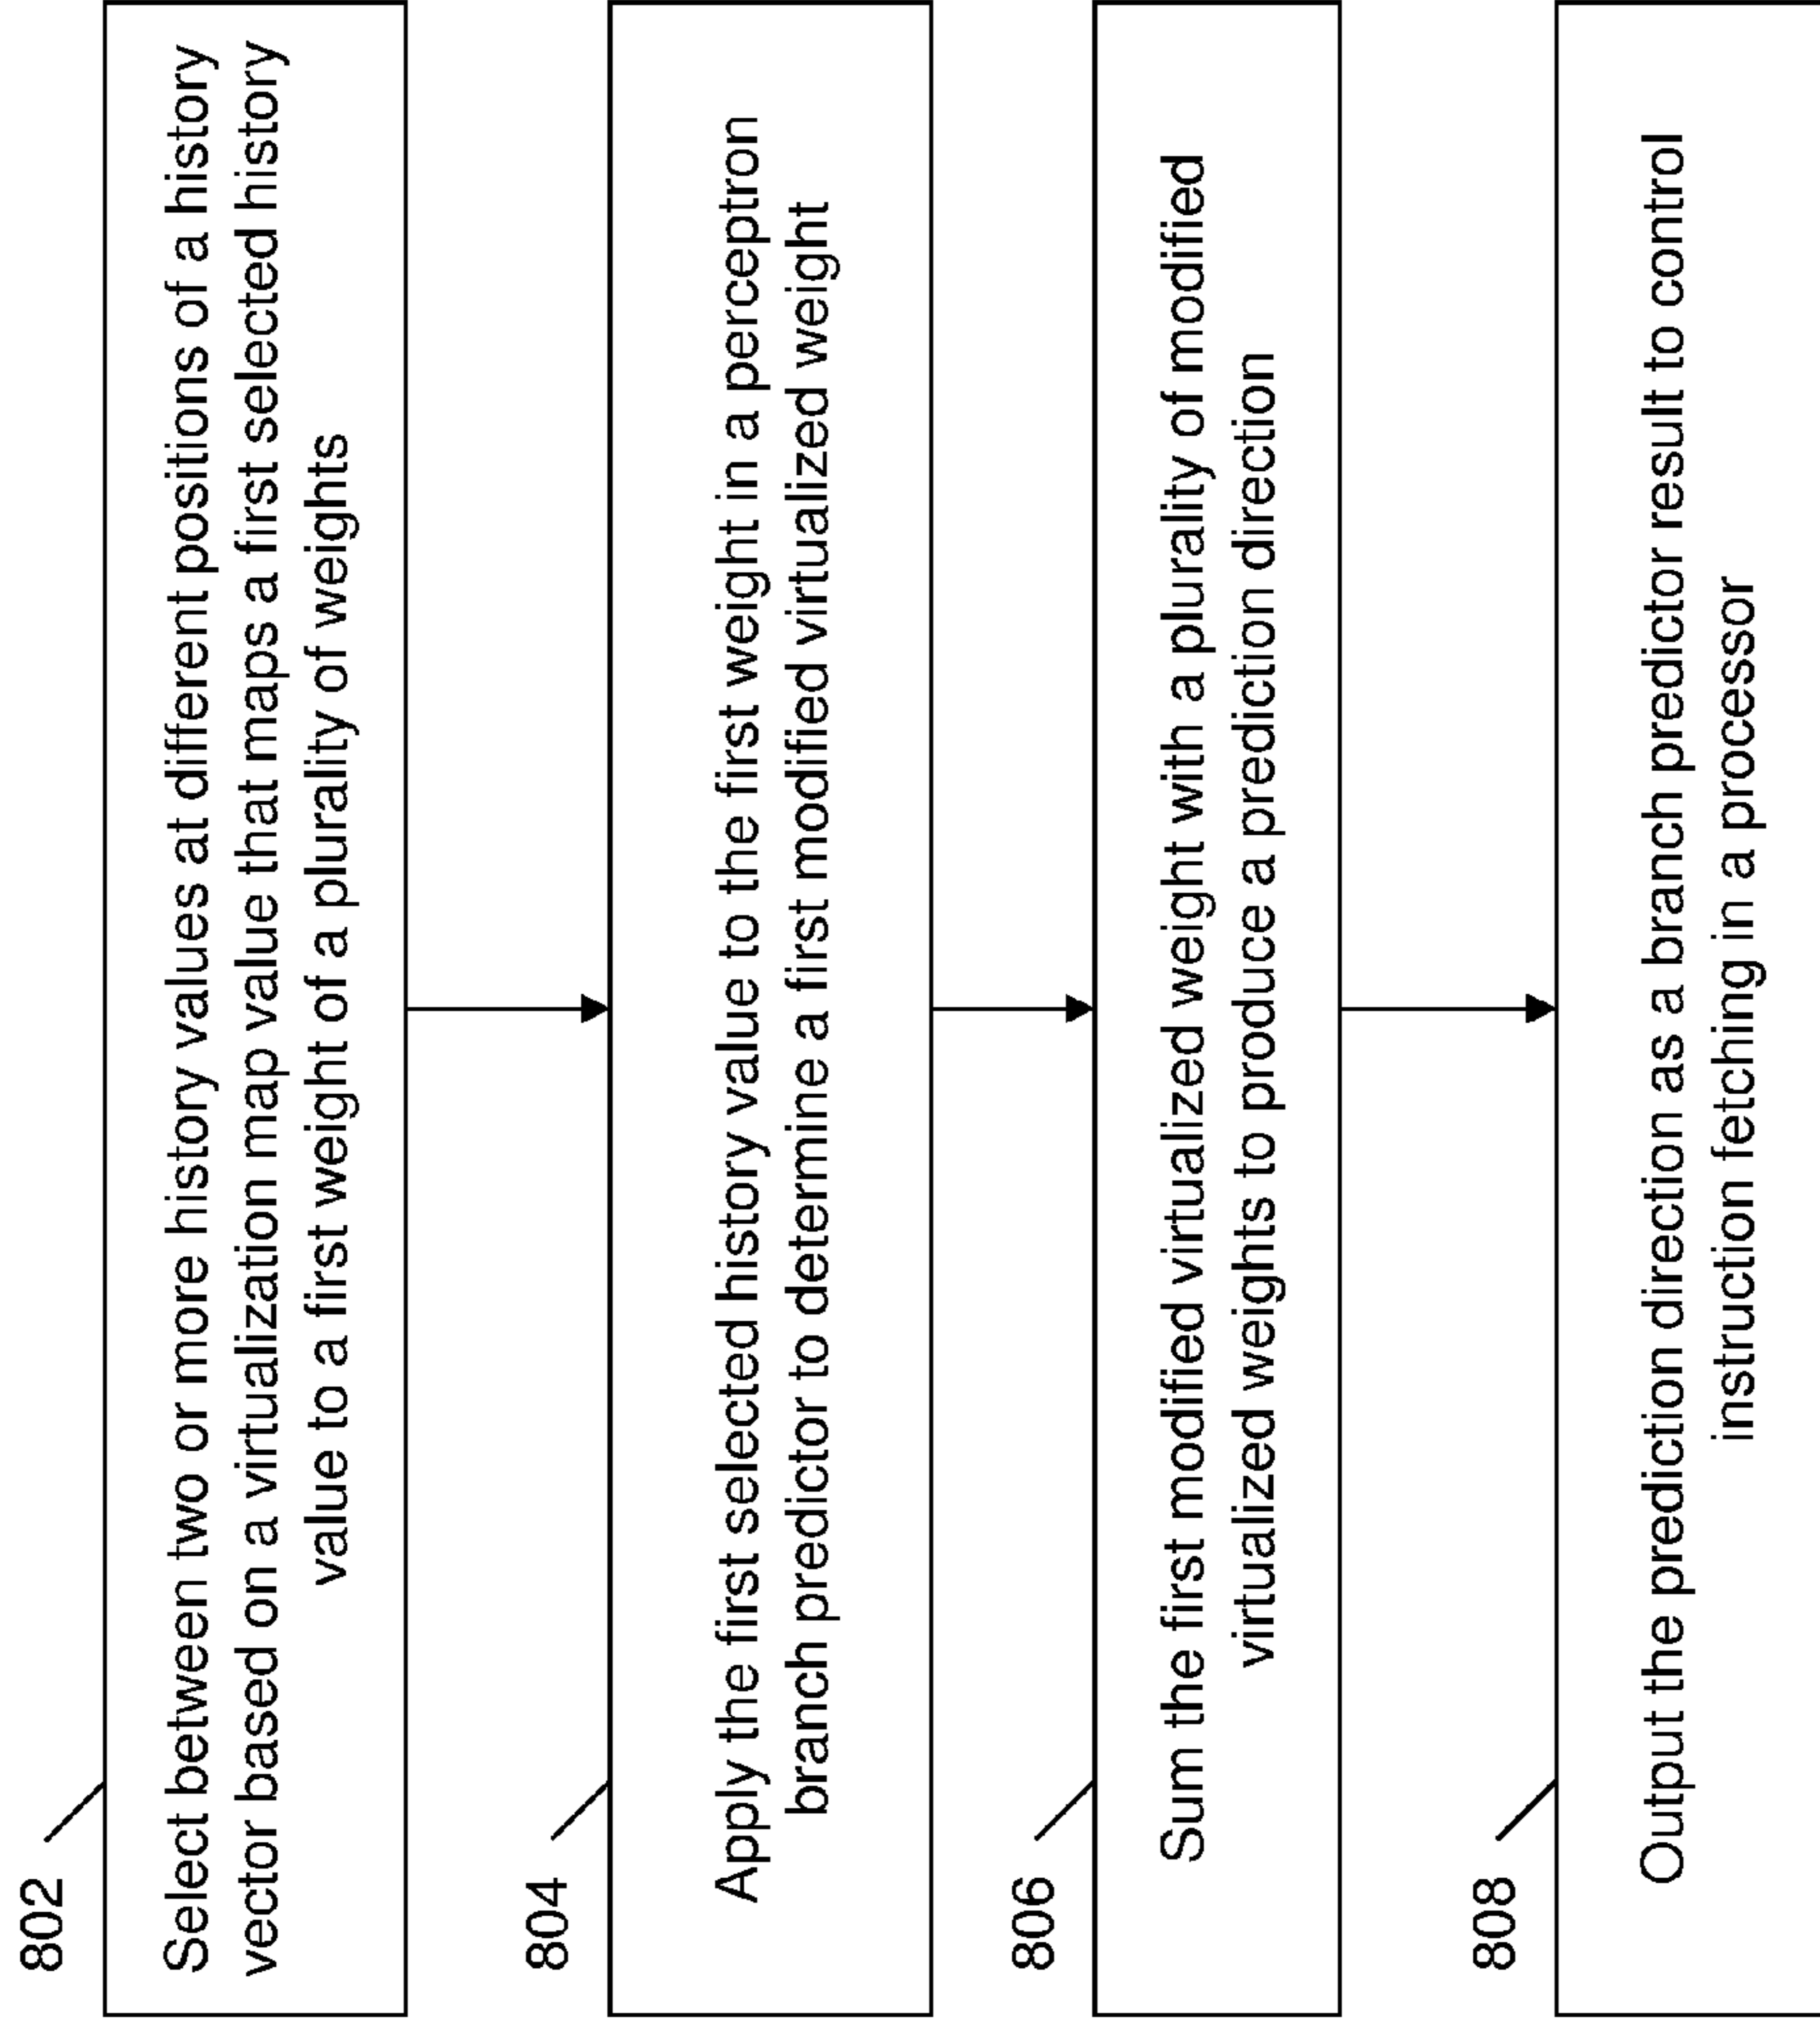 802
Select between two or more history values at different positions of a history
vector based on a virtualization map value that maps a first selected history
value to a first weight of a plurality of weights
804
Apply the first selected history value to the first weight in a perceptron
branch predictor to determine a first modified virtualized weight
806
Sum the first modified virtualized weight with a plurality of modified
virtualized weights to produce a prediction direction
808
Output the prediction direction as a branch predictor result to control
instruction fetching in a processor